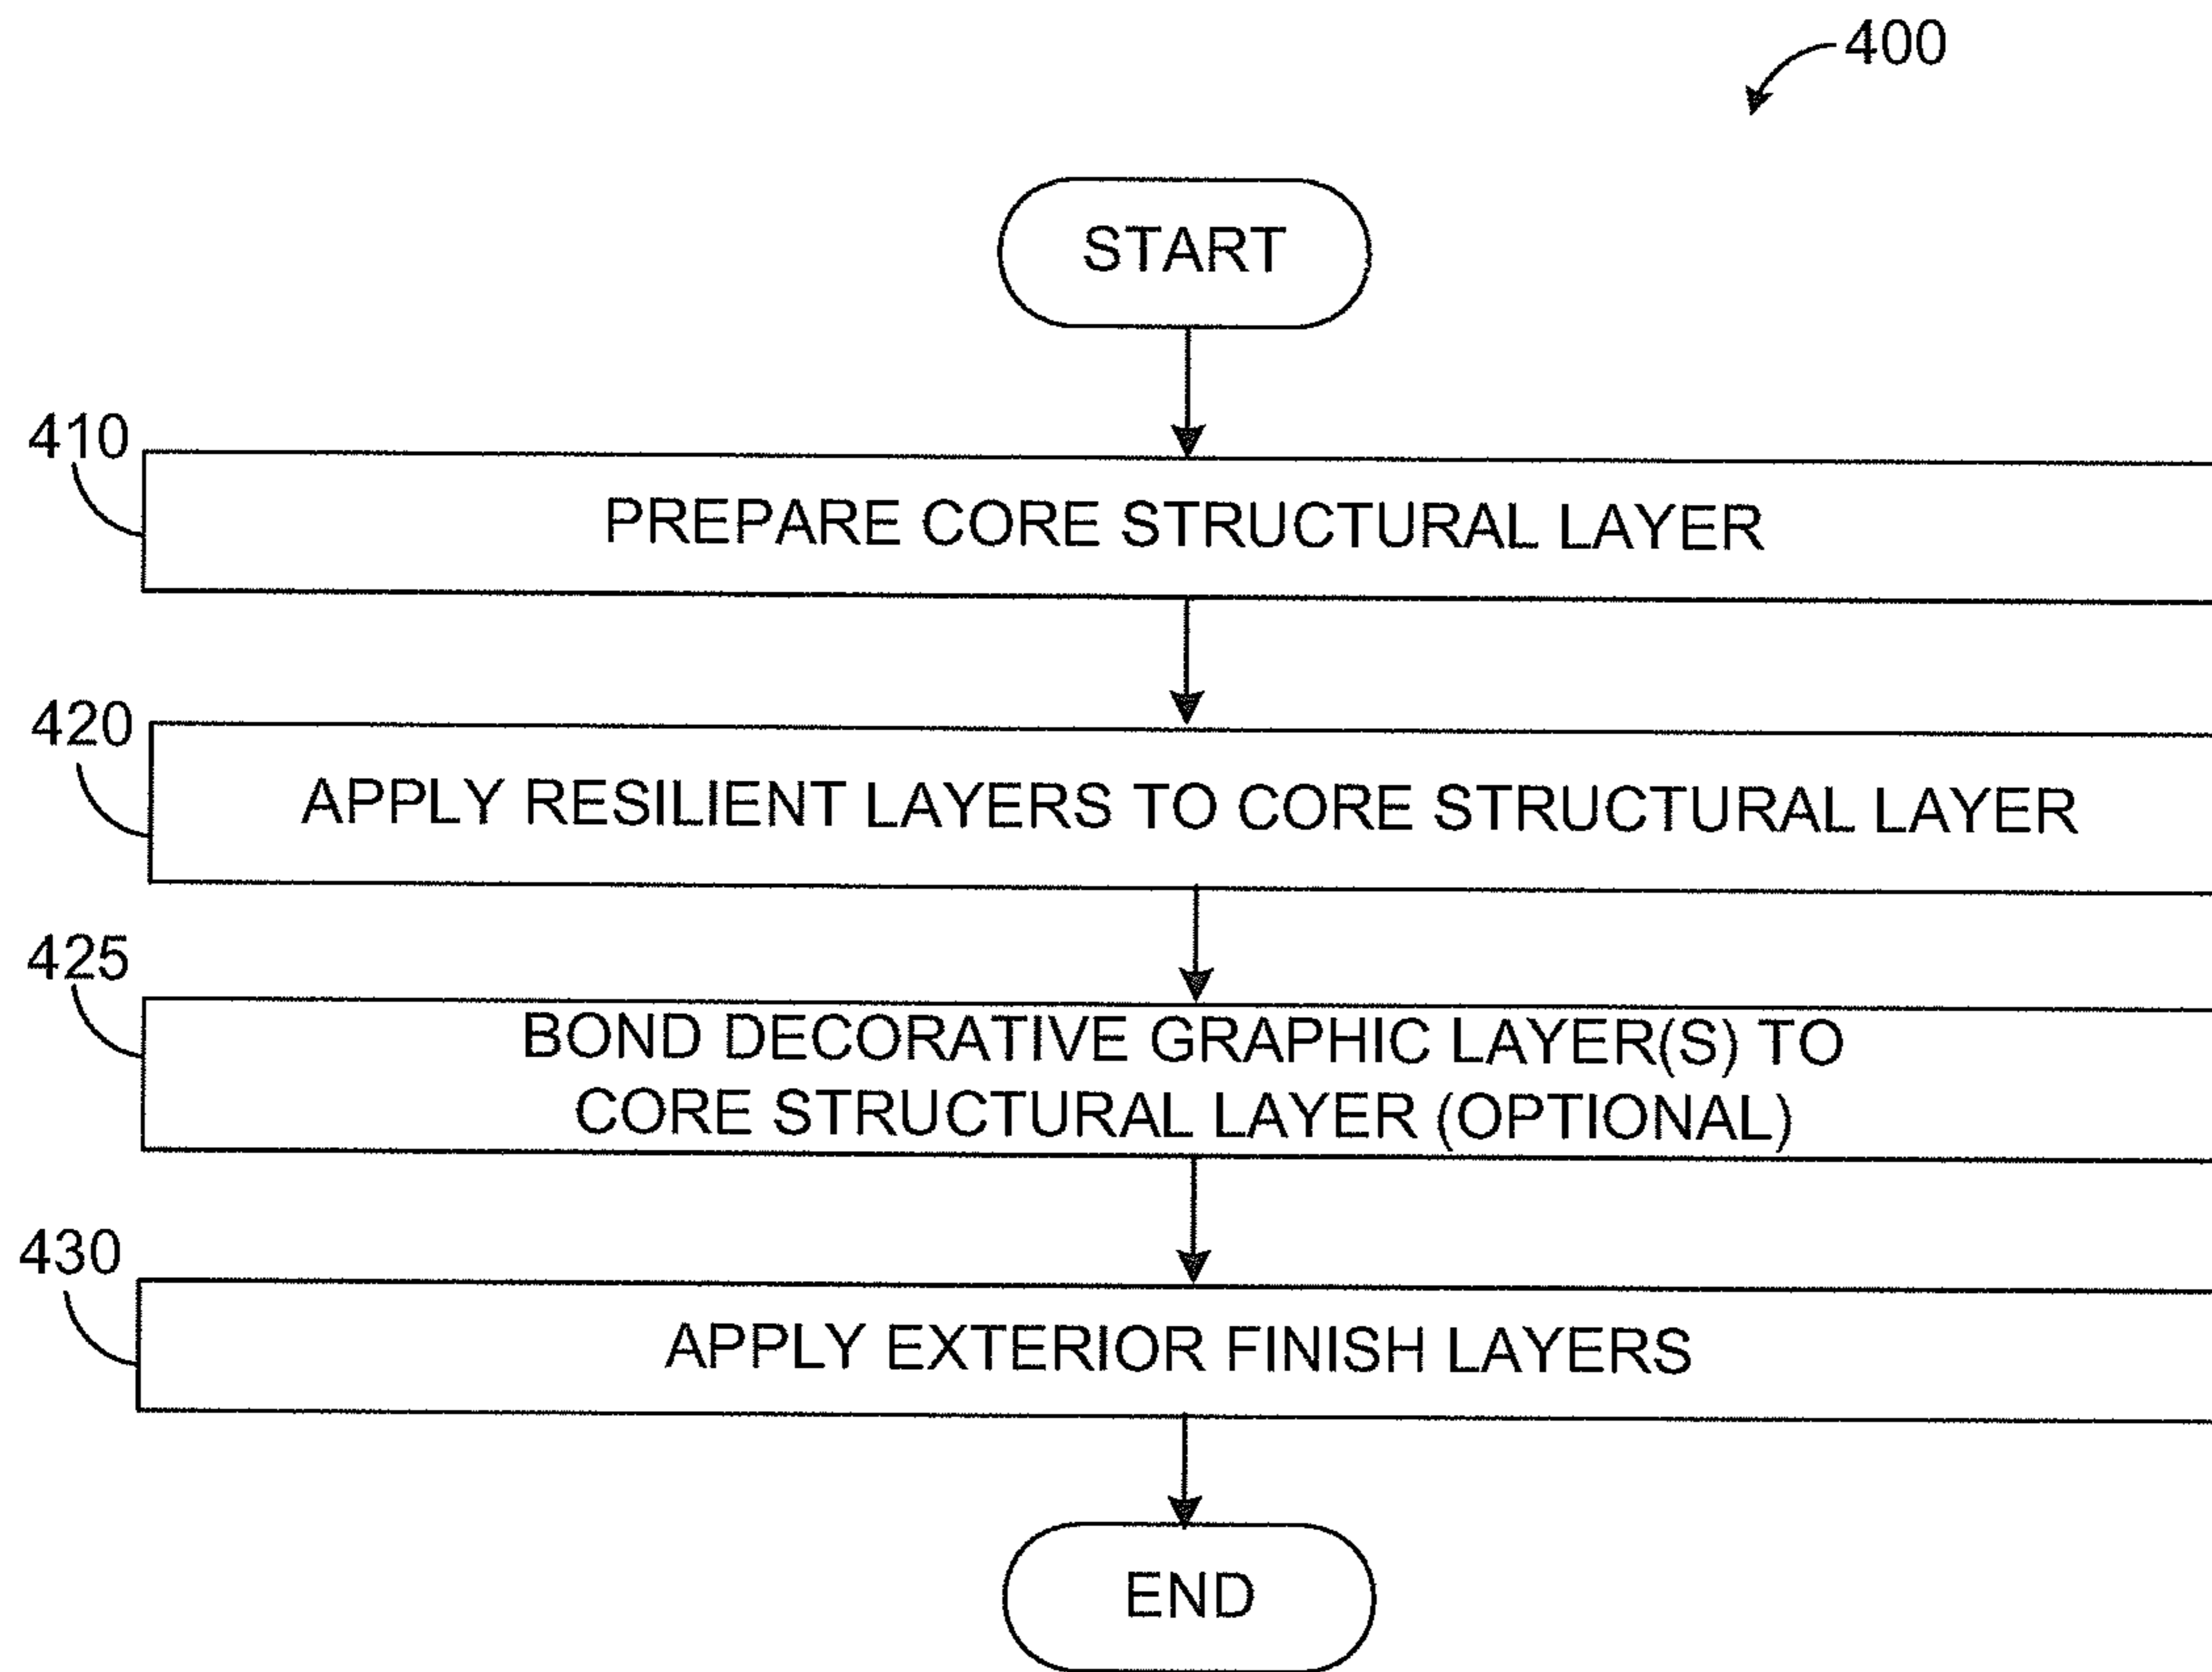 400
START
410
PREPARE CORE STRUCTURAL LAYER
420
APPLY RESILIENT LAYERS TO CORE STRUCTURAL LAYER
425
BOND DECORATIVE GRAPHIC LAYER(S) TO
CORE STRUCTURAL LAYER (OPTIONAL)
430
APPLY EXTERIOR FINISH LAYERS
END